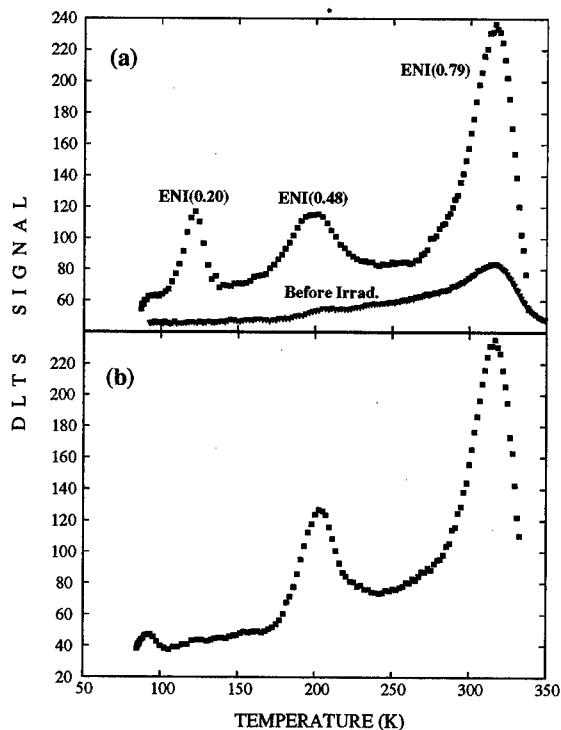 240
220
200
180
160
140
120
100
80
60
(a)
ENI(0.20)
ENI(0.48)
ENI(0.79)
Before Irrad.
DLTS SIGNAL
(b)
220
200
180
160
140
120
100
80
60
40
20
50 100 150 200 250 300 350
TEMPERATURE (K)